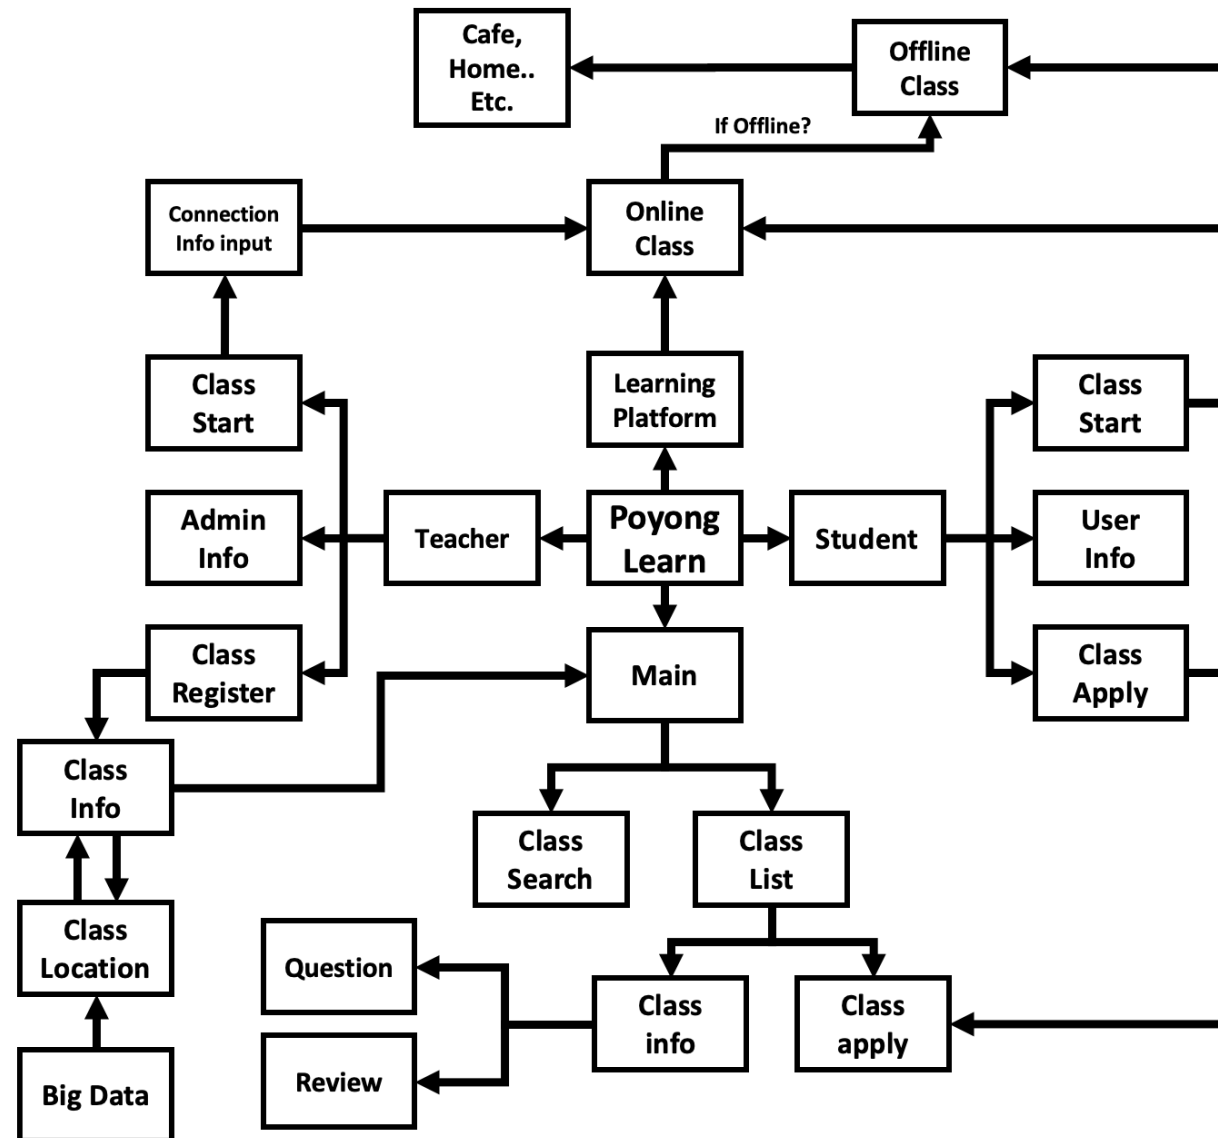 Cafe,
Home..
Etc.
Offline
Class
If Offline?
Connection
Info input
Online
Class
Class
Start
Learning
Platform
Class
Start
Admin
Info
Teacher
Poyong
Learn
Student
User
Info
Class
Register
Main
Class
Apply
Class
Info
Class
Search
Class
List
Class
Location
Question
Class
info
Class
apply
Review
Big Data